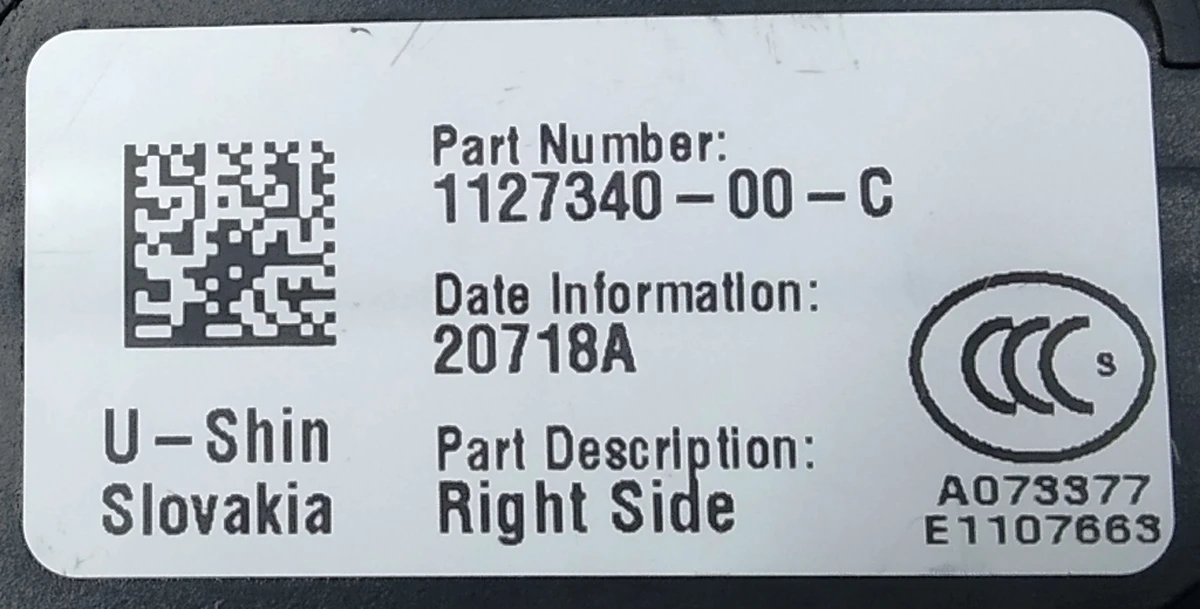 Part Number:
1127340-00-C
Date Information:
20718A
U-Shin
Slovakia
Part Description:
Right Side
CCC S
A073377
E1107663